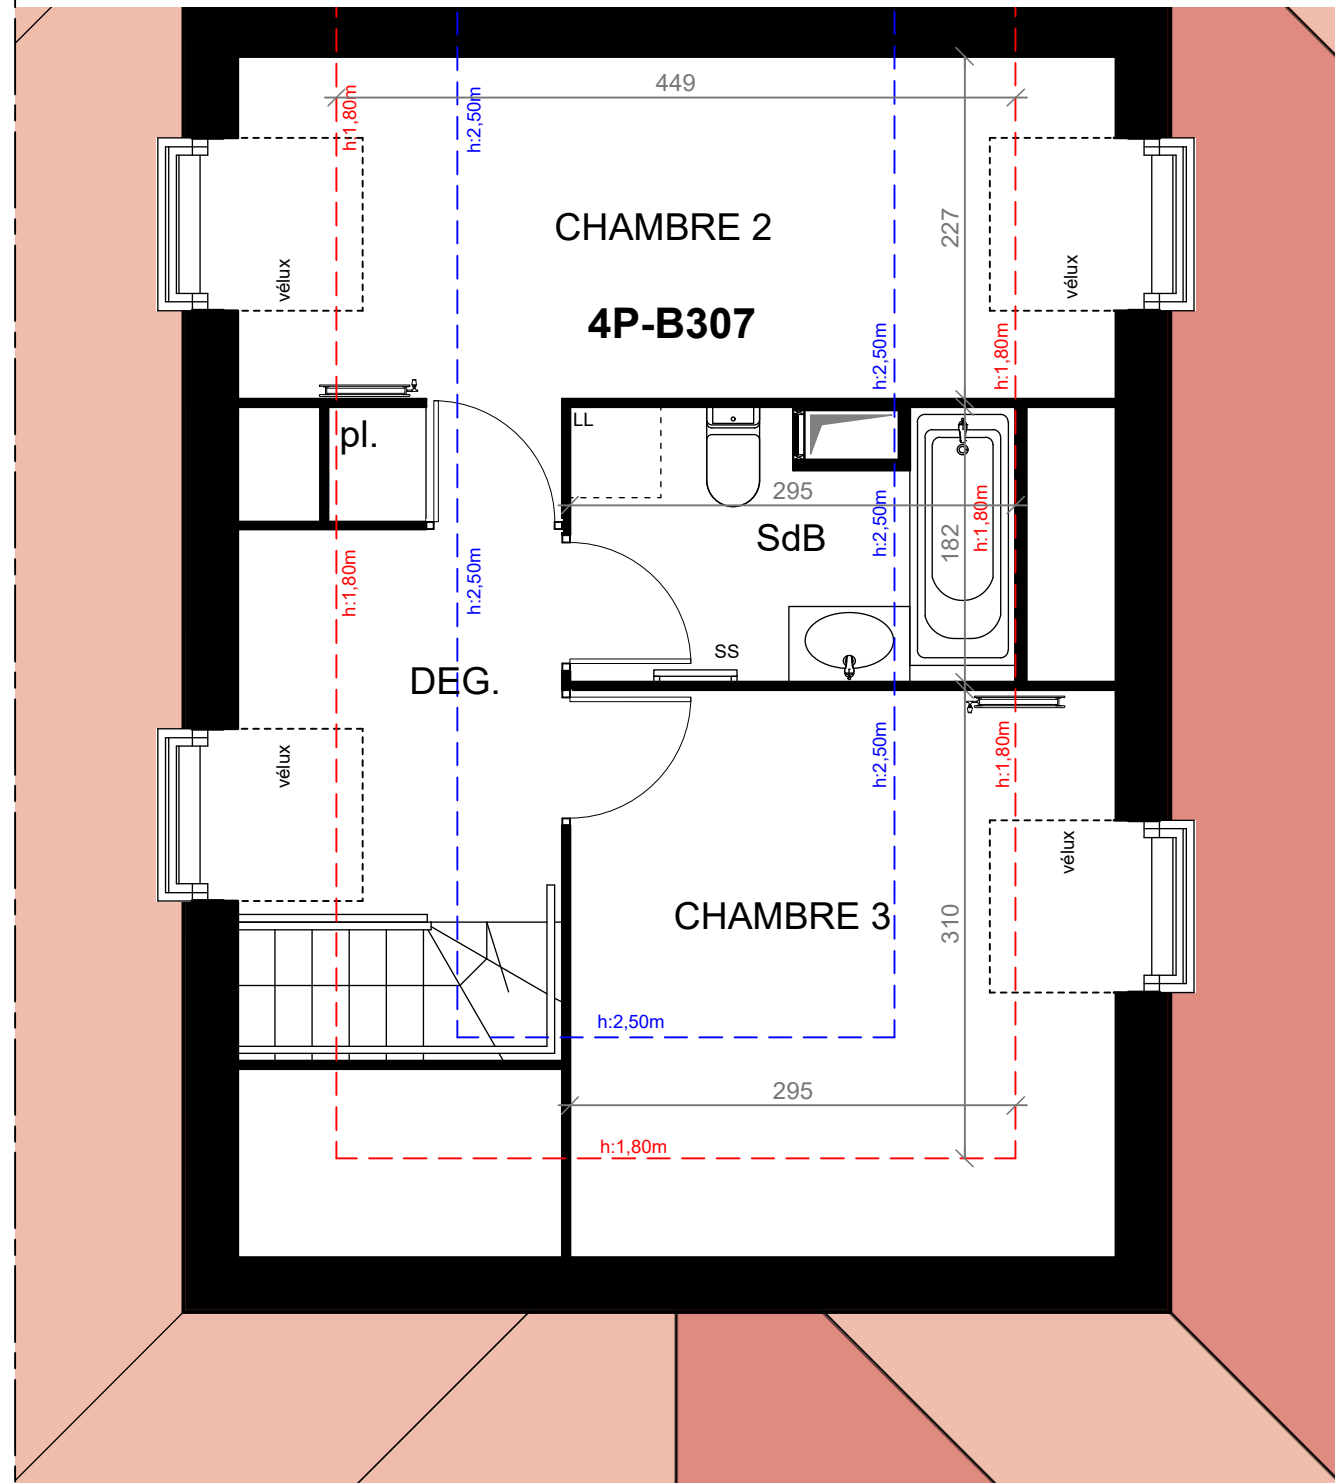 449
h:1,80m
h:2,50m
CHAMBRE 2
227
vélux
vélux
4P-B307
h:2,50m
h:1,80m
pl.
LL
295
h:2,50m
h:1,80m
SdB
182
h:1,80m
h:2,50m
SS
DEG.
vélux
h:2,50m
h:1,80m
vélux
CHAMBRE 3
310
h:2,50m
295
h:1,80m